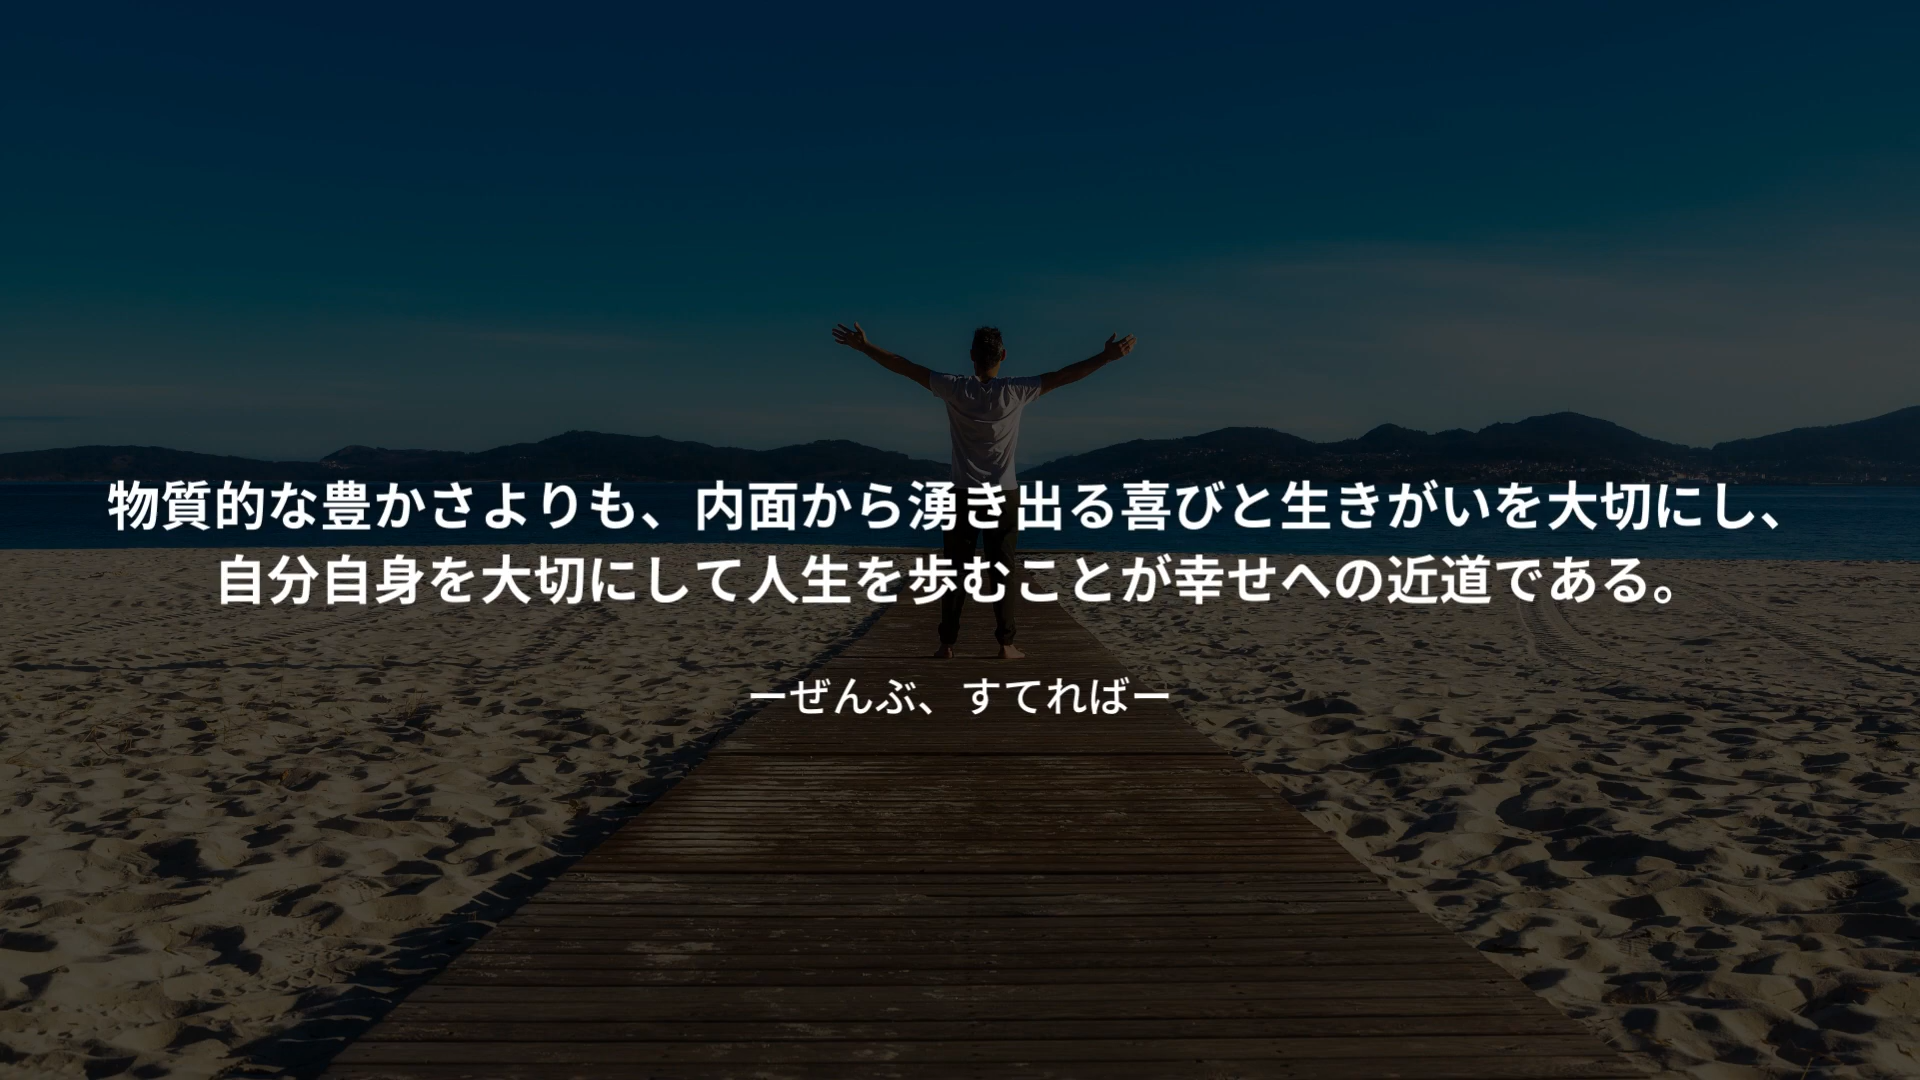 物質的な豊かさよりも、内面から湧き出る喜びと生きがいを大切にし、
自分自身を大切にして人生を歩むことが幸せへの近道である。
ーぜんぶ、すてればー